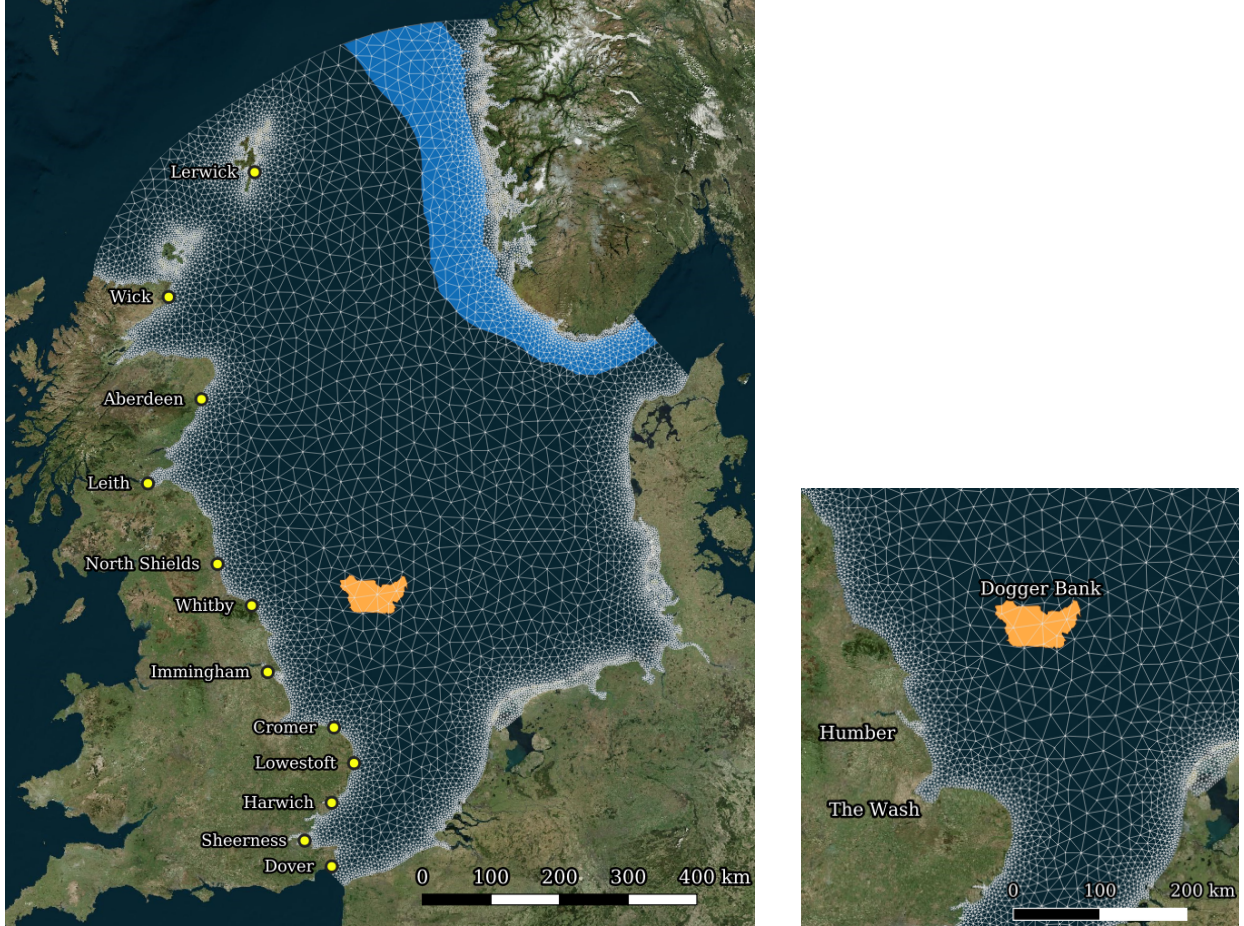 Lerwick
Wick
Aberdeen
Leith
North Shields
Whitby
Immingham
Cromer
Lowestoft
Harwich
Sheerness
Dover
0 100 200 300 400 km
Dogger Bank
Humber
The Wash
0 100 200 km